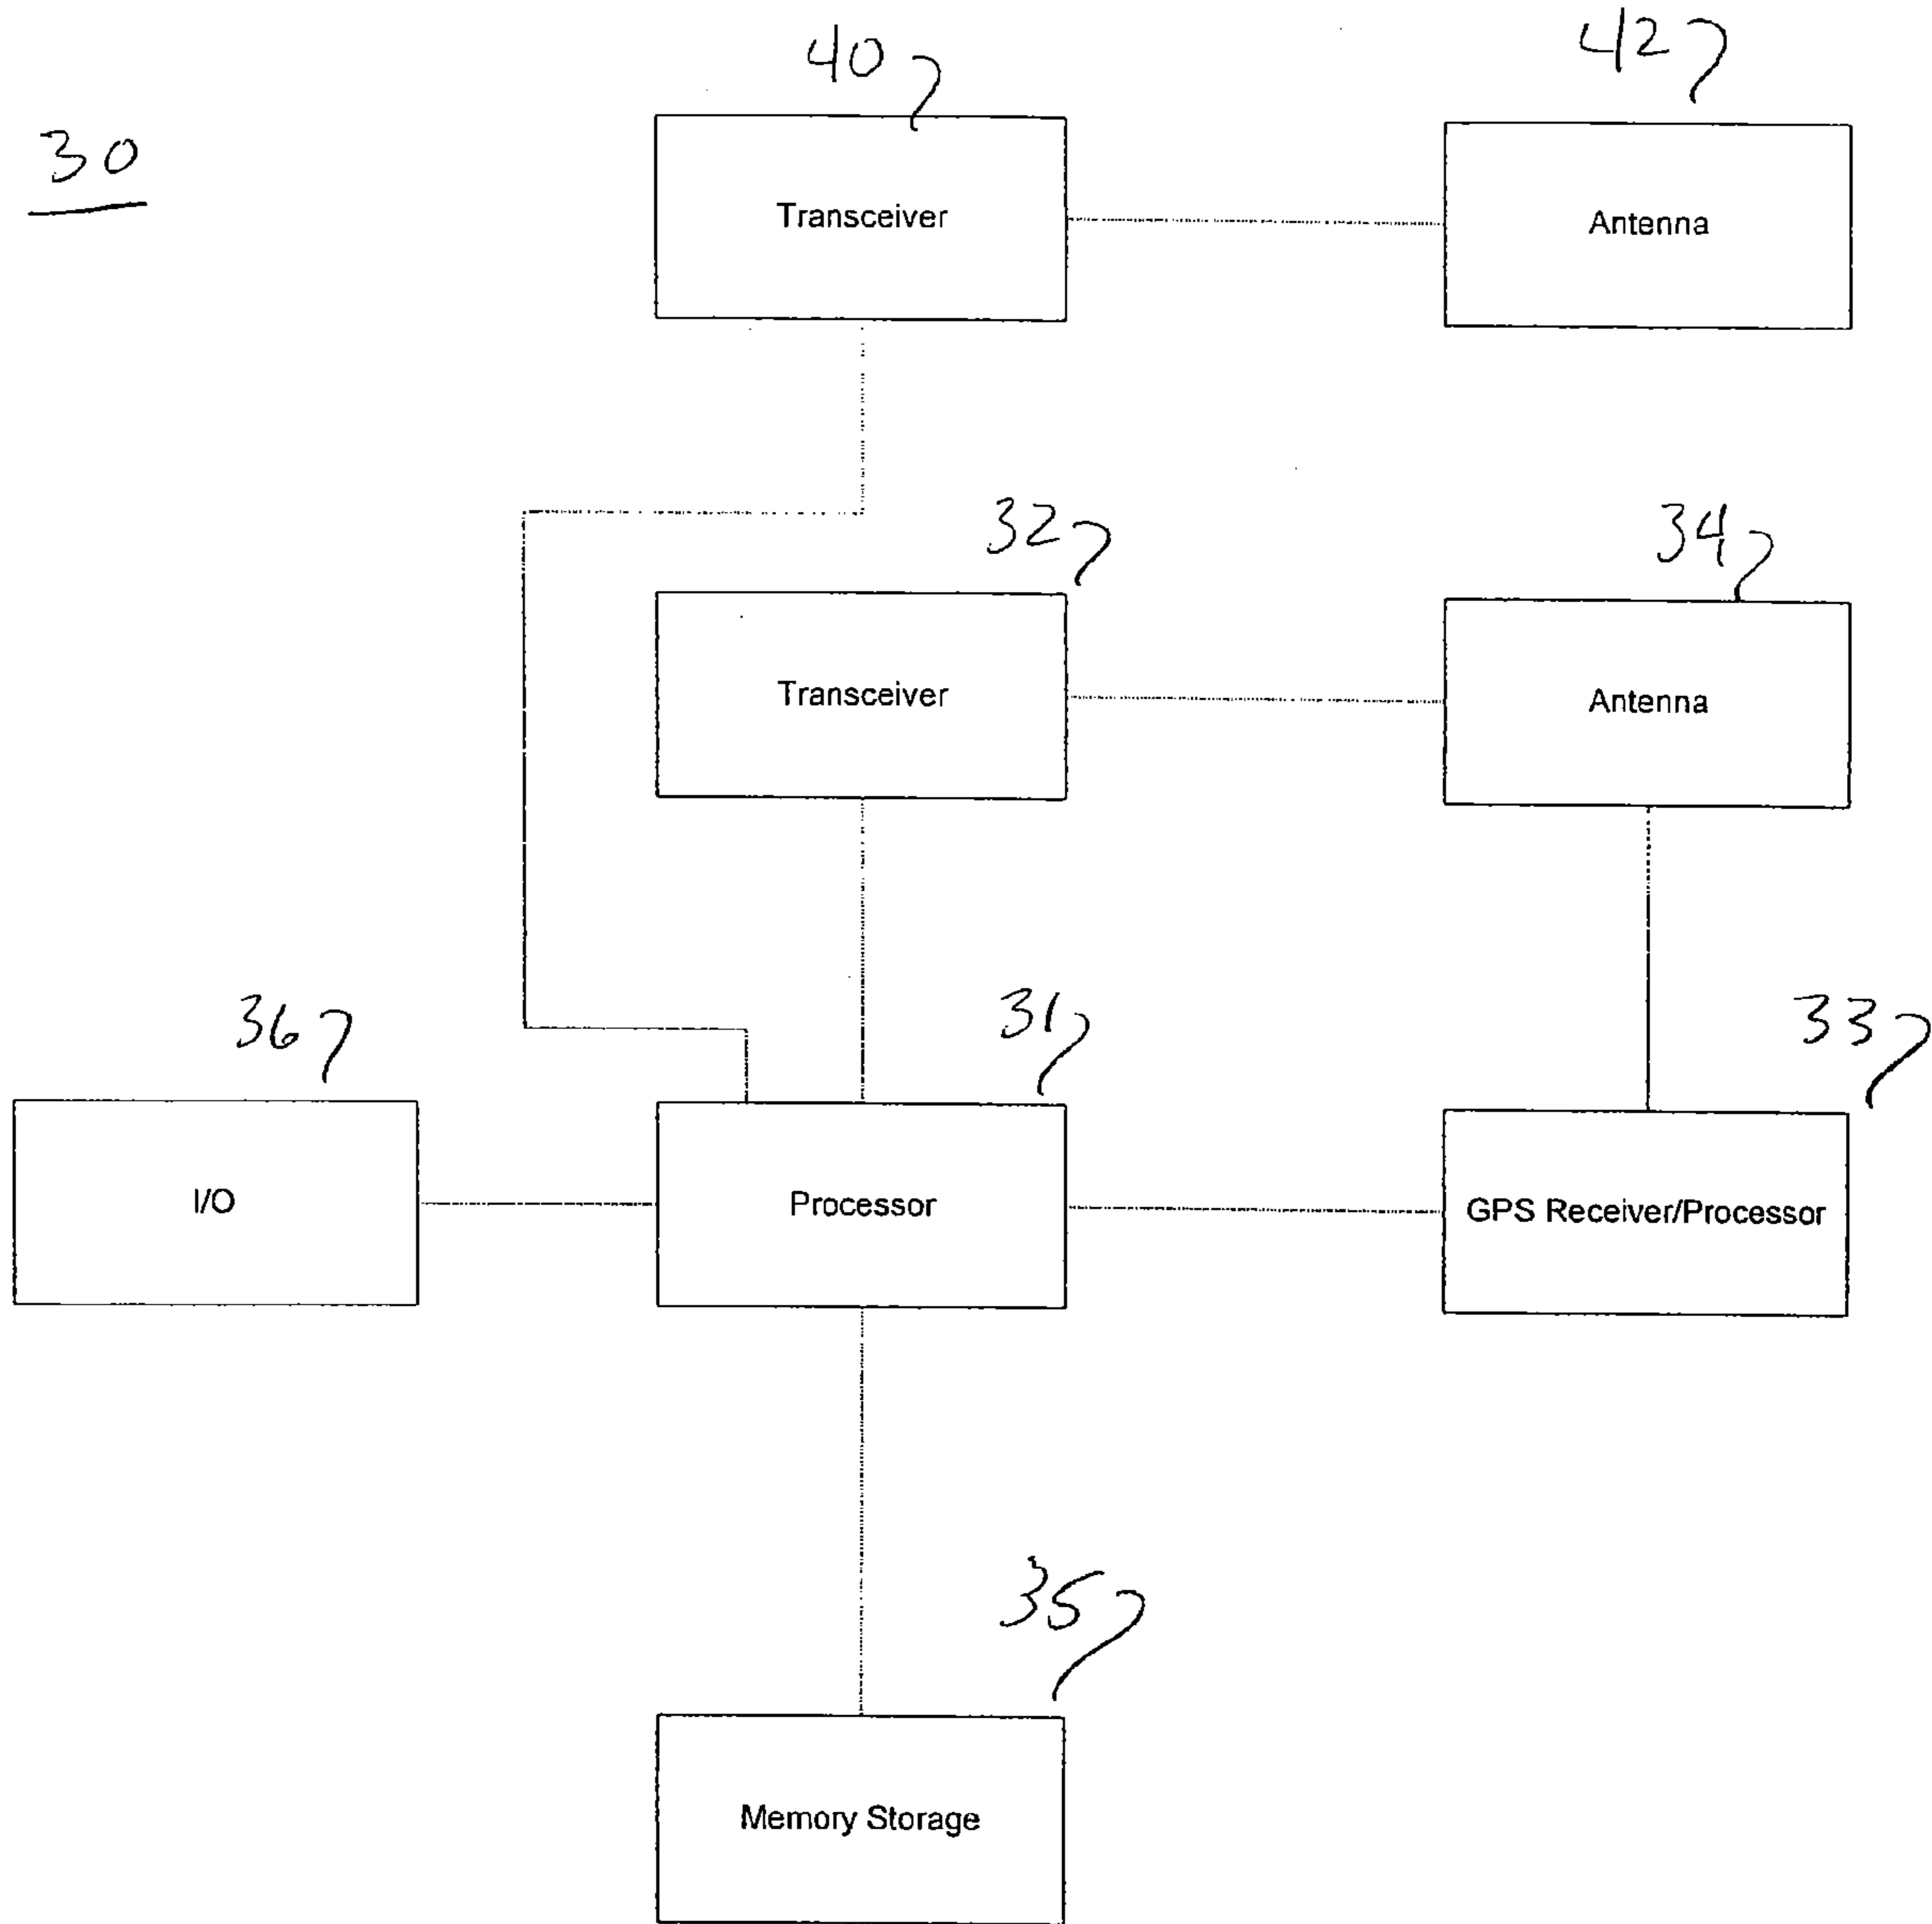 40
42
30
Transceiver
Antenna
32
34
Transceiver
Antenna
36
31
33
I/O
Processor
GPS Receiver/Processor
35
Memory Storage